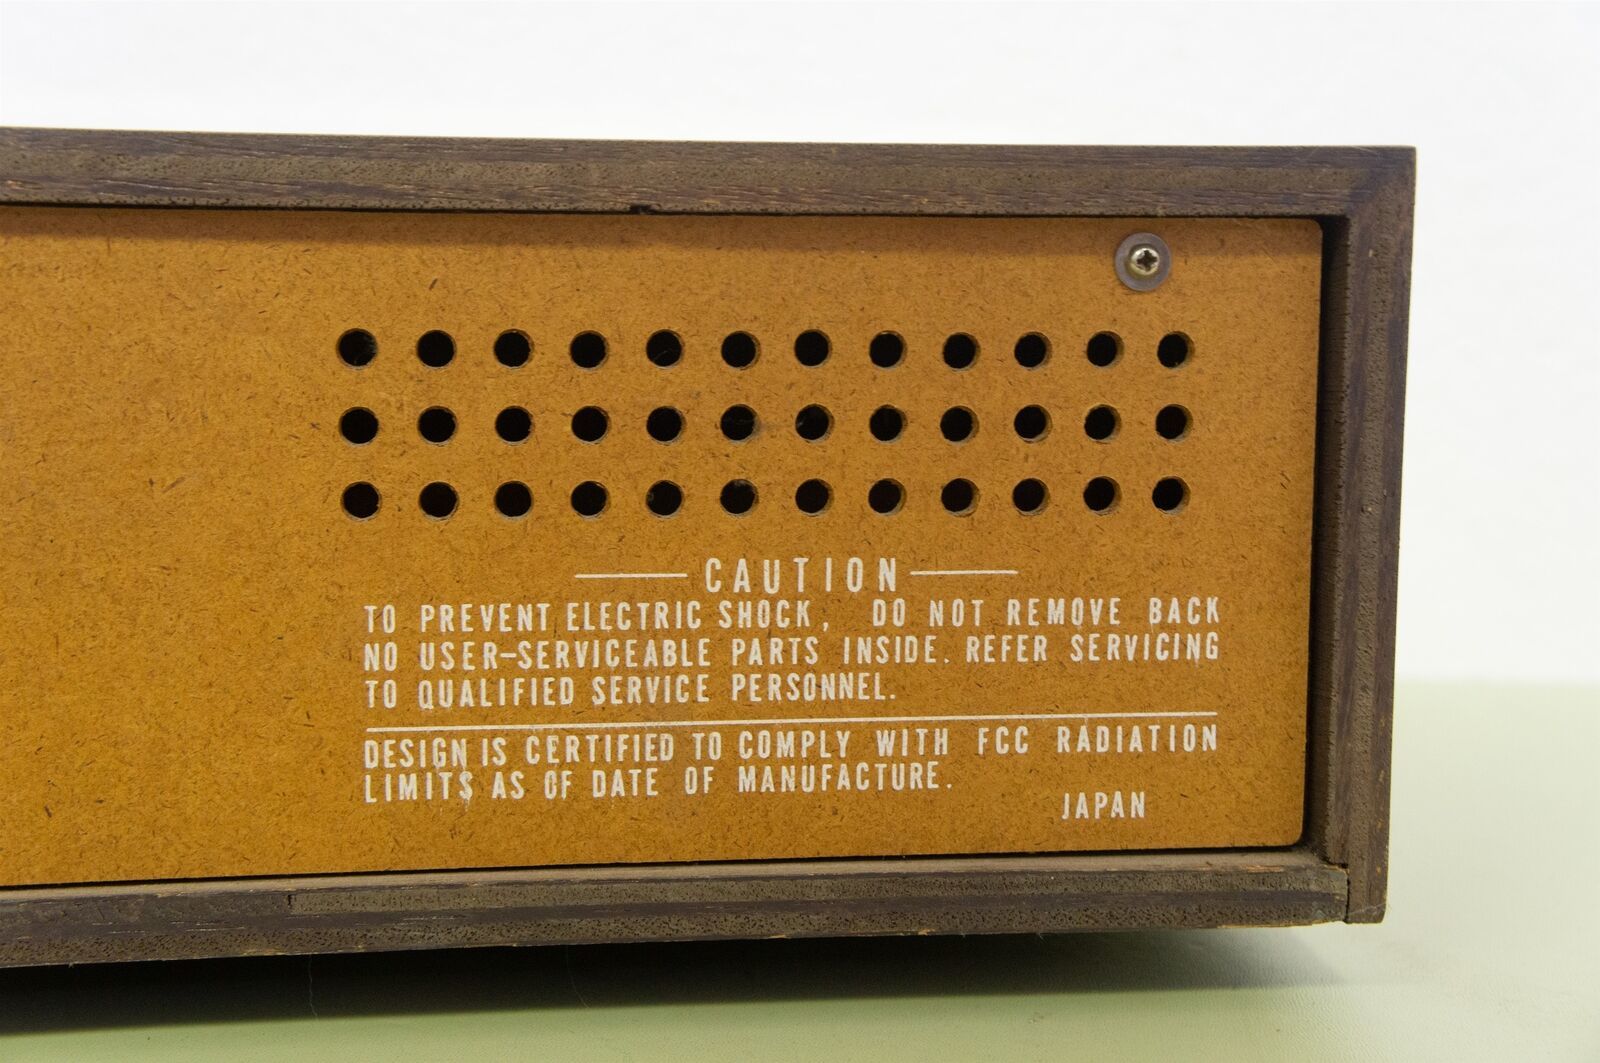 CAUTION
TO PREVENT ELECTRIC SHOCK, DO NOT REMOVE BACK
NO USER-SERVICEABLE PARTS INSIDE. REFER SERVICING
TO QUALIFIED SERVICE PERSONNEL.
DESIGN IS CERTIFIED TO COMPLY WITH FCC RADIATION
LIMITS AS OF DATE OF MANUFACTURE.
JAPAN